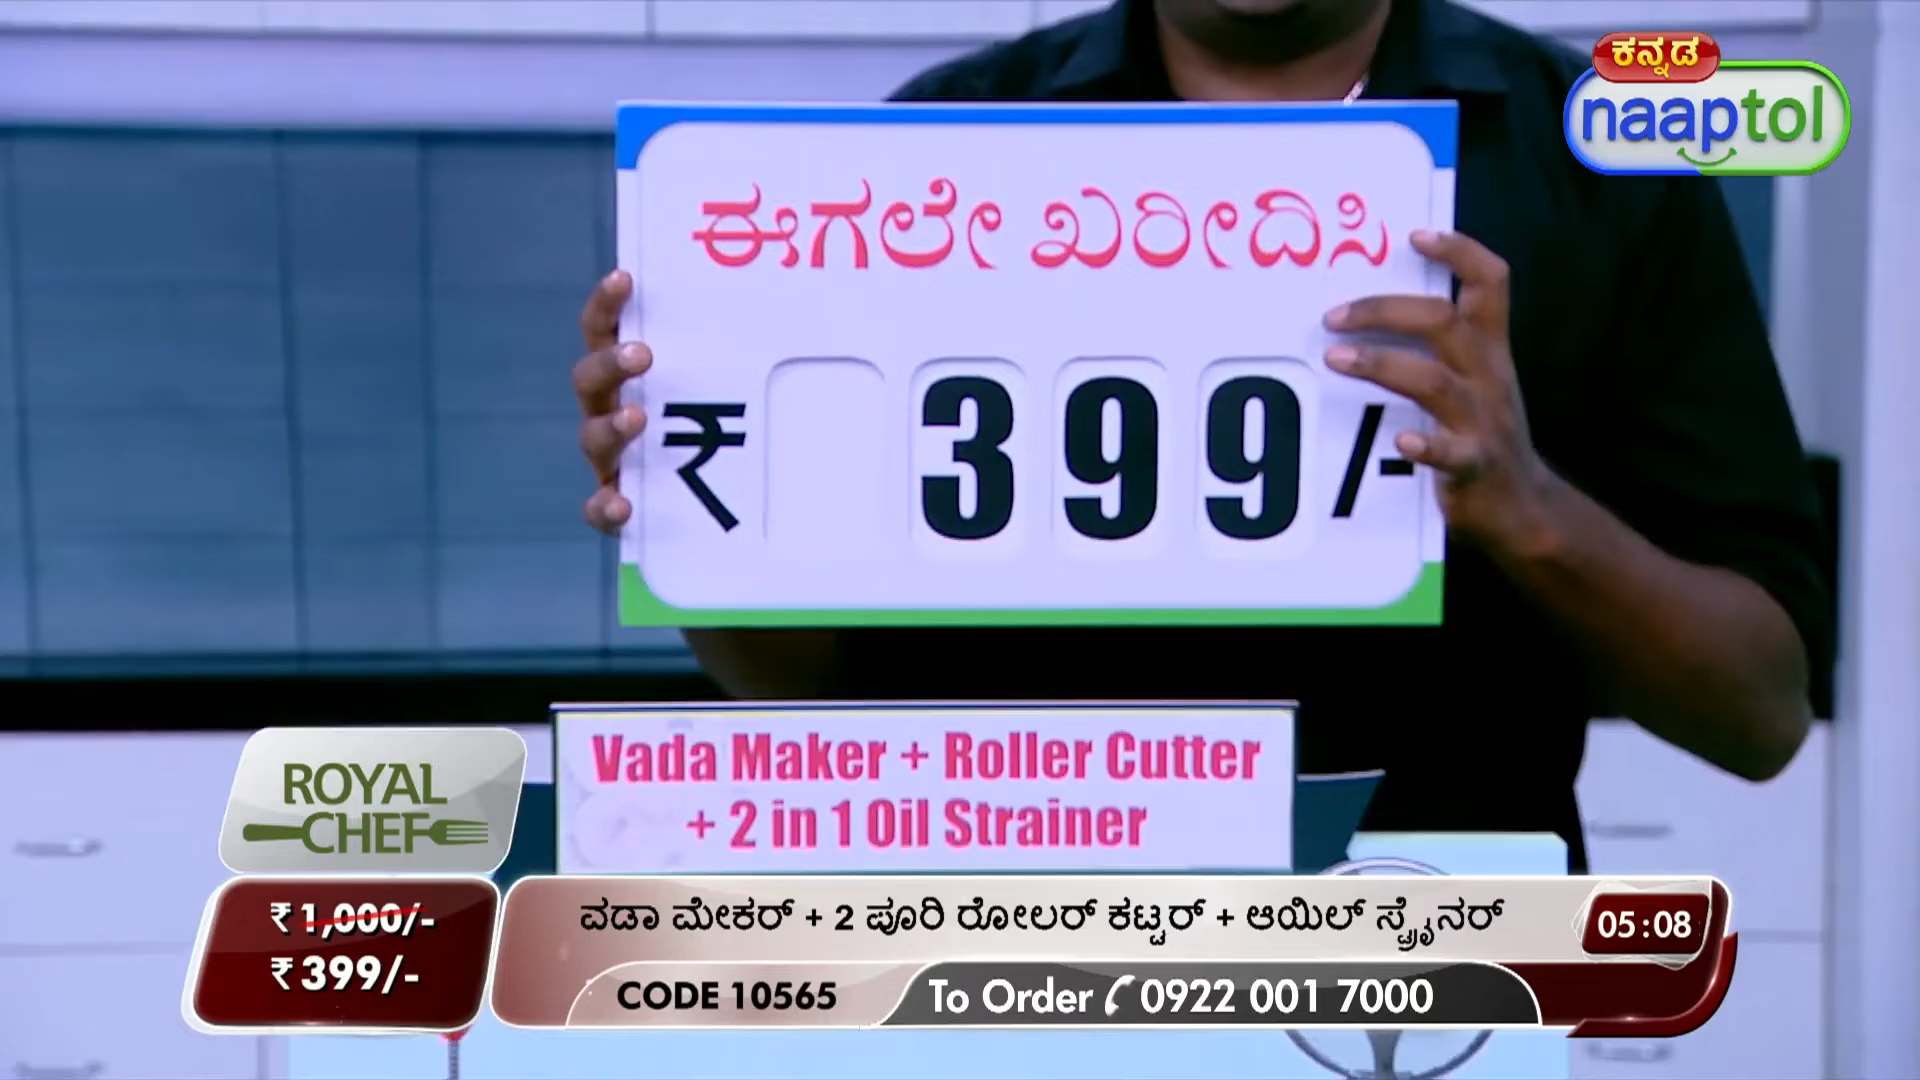 ಕನ್ನಡ
naaptol
ಈಗಲೇ ಖರೀದಿಸಿ
₹ 399/-
Vada Maker + Roller Cutter
+ 2 in 1 Oil Strainer
ROYAL
CHEF
₹ 1,000/-
₹ 399/-
ವಡಾ ಮೇಕರ್ + 2 ಪೂರಿ ರೋಲರ್ ಕಟ್ಟರ್ + ಆಯಿಲ್ ಸ್ಟ್ರೈನರ್
05:08
CODE 10565
To Order 0922 001 7000